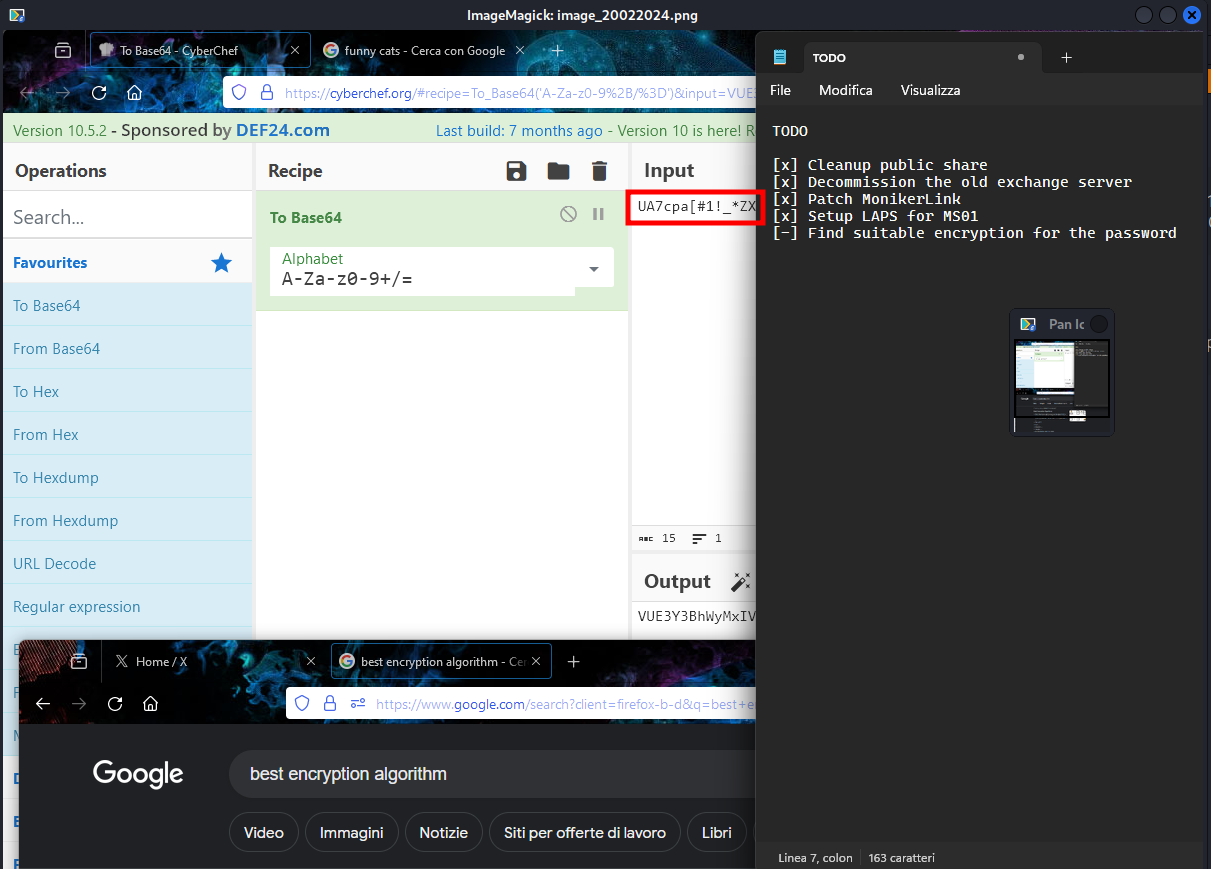 ImageMagick: image_20022024.png
To Base64 - CyberChef
funny cats - Cerca con Google
https://cyberchef.org/#recipe=To_Base64('A-Za-z0-9%2B/%3D')&input=VUE3
Version 10.5.2 - Sponsored by DEF24.com
Last build: 7 months ago - Version 10 is here!
Operations
Recipe
Input
Search...
To Base64
UA7cpa[#1!_*ZX
Alphabet
A-Za-z0-9+/=
Favourites
To Base64
From Base64
To Hex
From Hex
To Hexdump
From Hexdump
URL Decode
Regular expression
ABC 15
1
Output
VUE3Y3BhWyMxIV
TODO
File
Modifica
Visualizza
TODO
[x] Cleanup public share
[x] Decommission the old exchange server
[x] Patch MonikerLink
[x] Setup LAPS for MS01
[-] Find suitable encryption for the password
Pan Ic
Home / X
best encryption algorithm - Cer
https://www.google.com/search?client=firefox-b-d&q=best+e
Google
best encryption algorithm
Video
Immagini
Notizie
Siti per offerte di lavoro
Libri
Linea 7, colon
163 caratteri